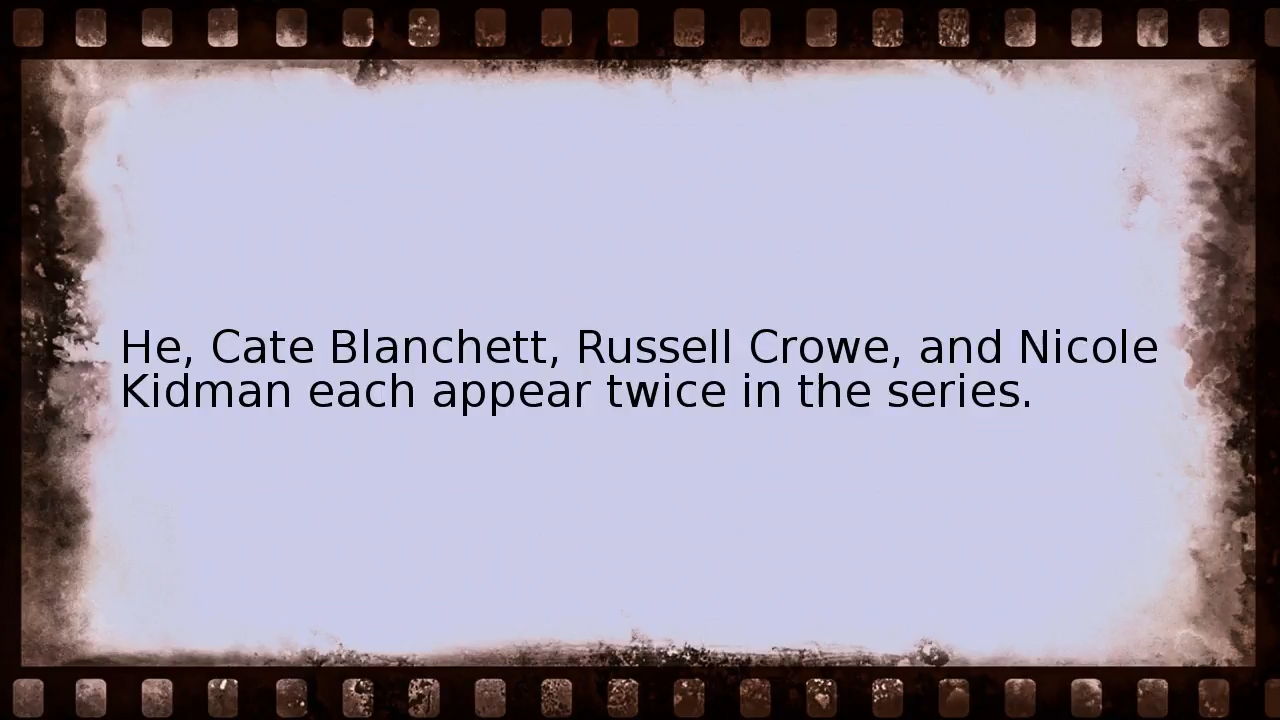 He, Cate Blanchett, Russell Crowe, and Nicole
Kidman each appear twice in the series.